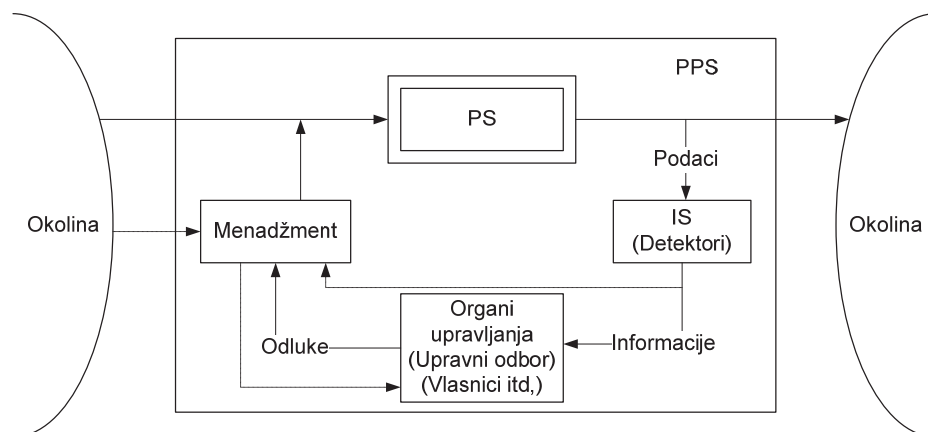 PPS
PS
Podaci
Okolina
Menadžment
IS
(Detektori)
Okolina
Organi
upravljanja
(Upravni odbor)
(Vlasnici itd,)
Odluke
Informacije